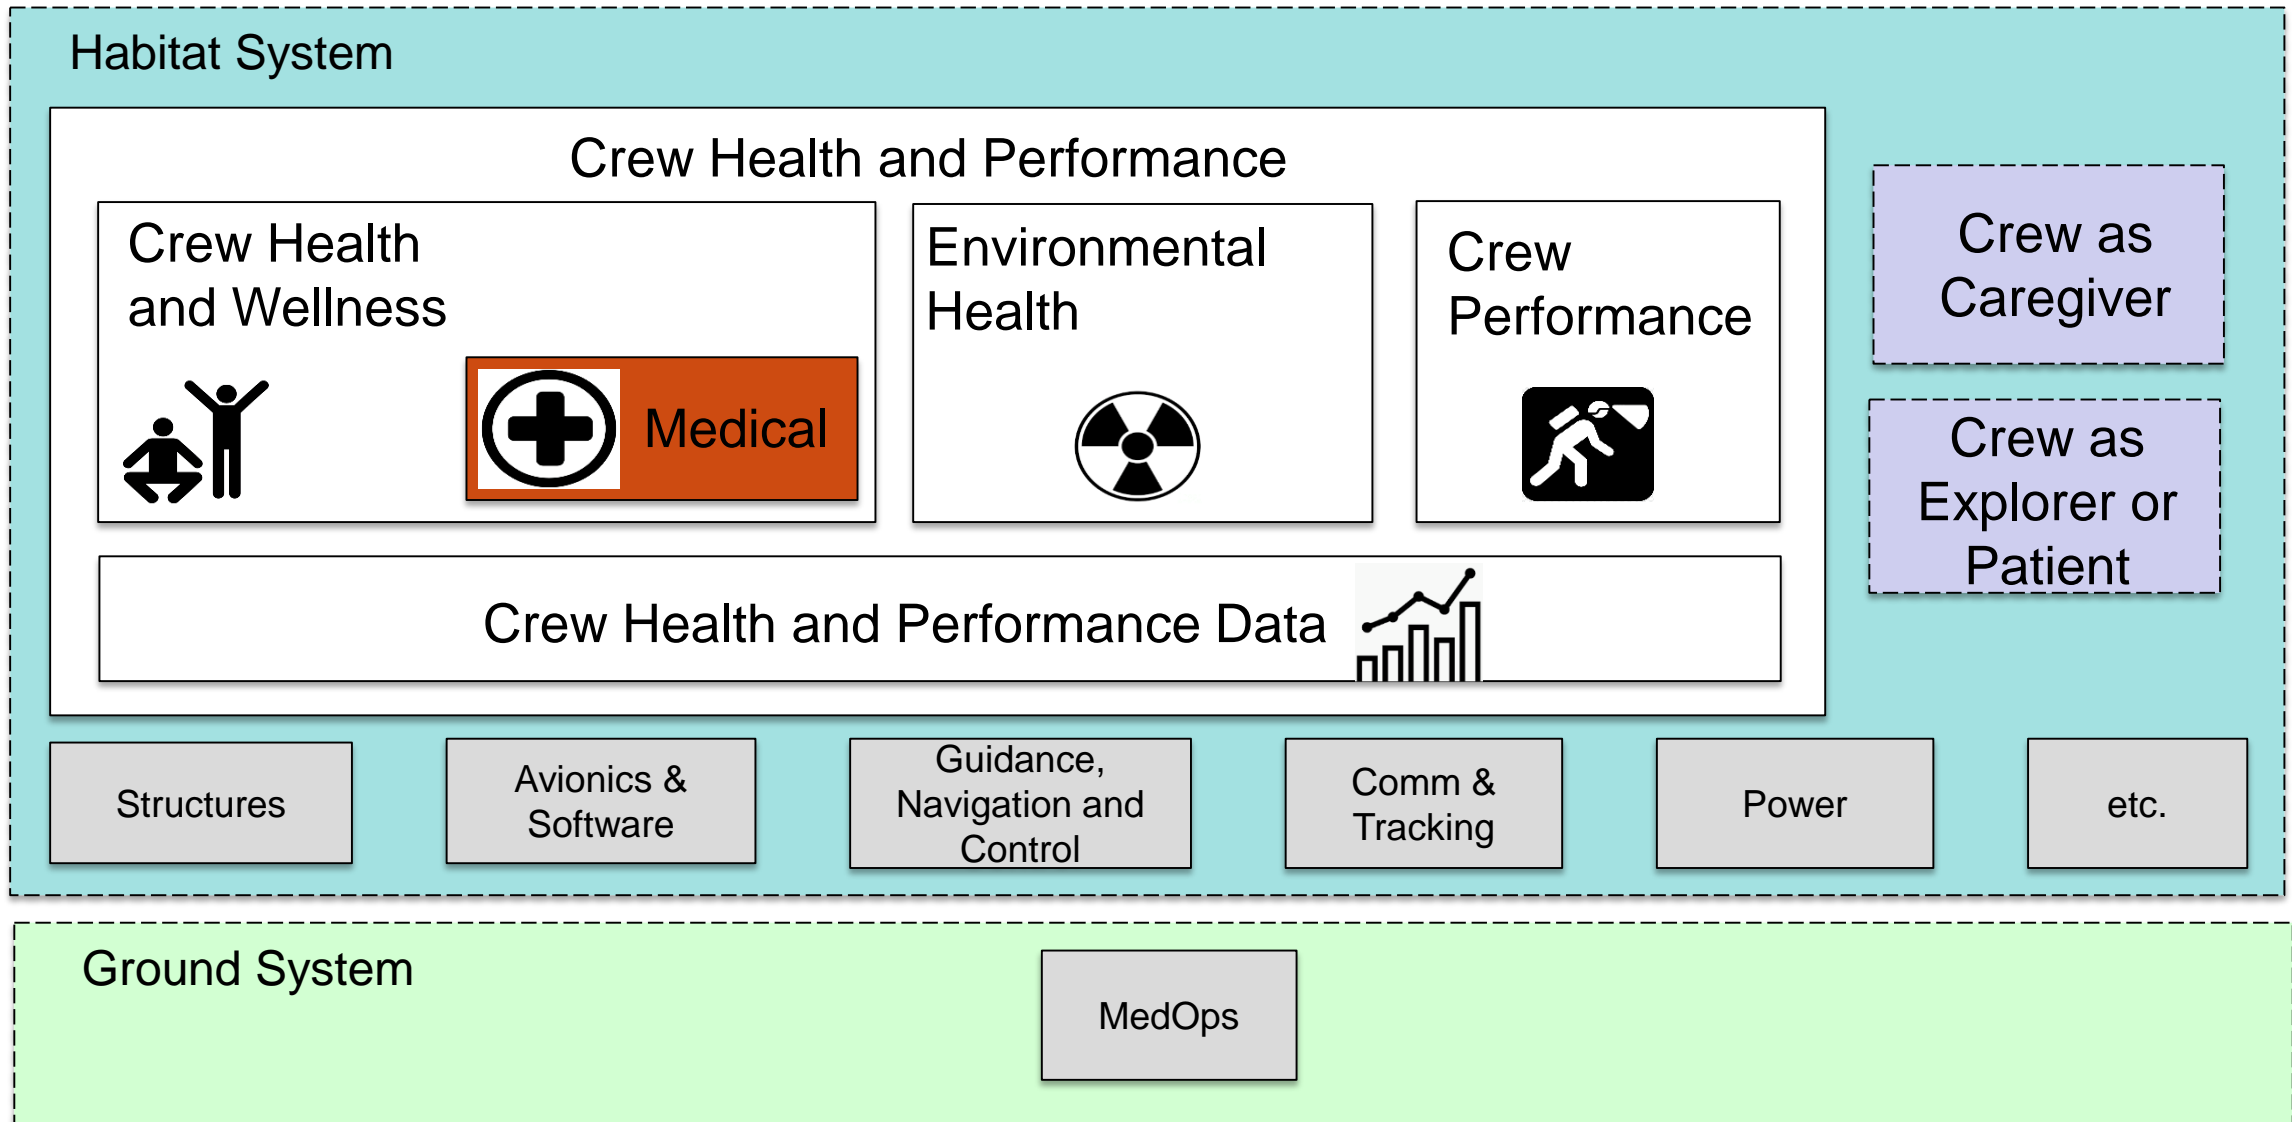 Habitat System
Crew Health and Performance
Crew Health
and Wellness
Medical
Environmental
Health
Crew
Performance
Crew as
Caregiver
Crew as
Explorer or
Patient
Crew Health and Performance Data
Structures
Avionics &
Software
Guidance,
Navigation and
Control
Comm &
Tracking
Power
etc.
Ground System
MedOps